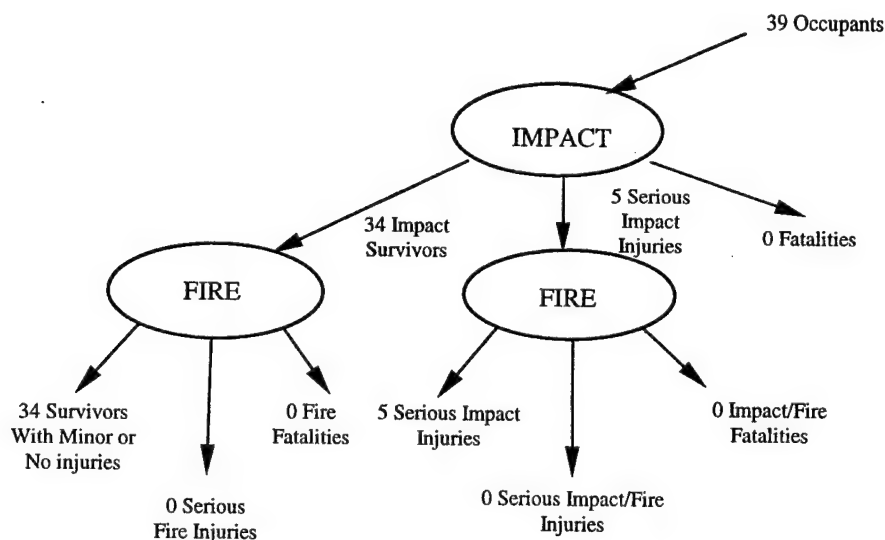 39 Occupants
IMPACT
34 Impact
Survivors
5 Serious
Impact
Injuries
0 Fatalities
FIRE
FIRE
34 Survivors
With Minor or
No injuries
0 Serious
Fire Injuries
0 Fire
Fatalities
5 Serious Impact
Injuries
0 Serious Impact/Fire
Injuries
0 Impact/Fire
Fatalities